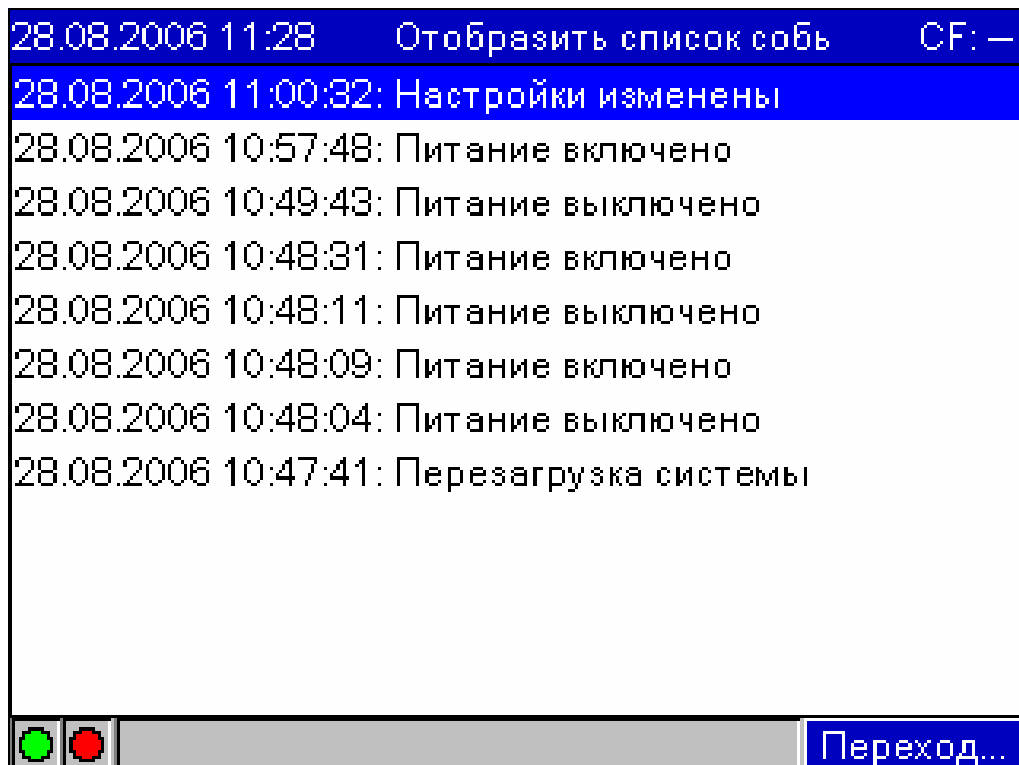 28.08.2006 11:28 Отобразить список собь CF: —
28.08.2006 11:00:32: Настройки изменены
28.08.2006 10:57:48: Питание включено
28.08.2006 10:49:43: Питание выключено
28.08.2006 10:48:31: Питание включено
28.08.2006 10:48:11: Питание выключено
28.08.2006 10:48:09: Питание включено
28.08.2006 10:48:04: Питание выключено
28.08.2006 10:47:41: Перезагрузка системы
Переход...